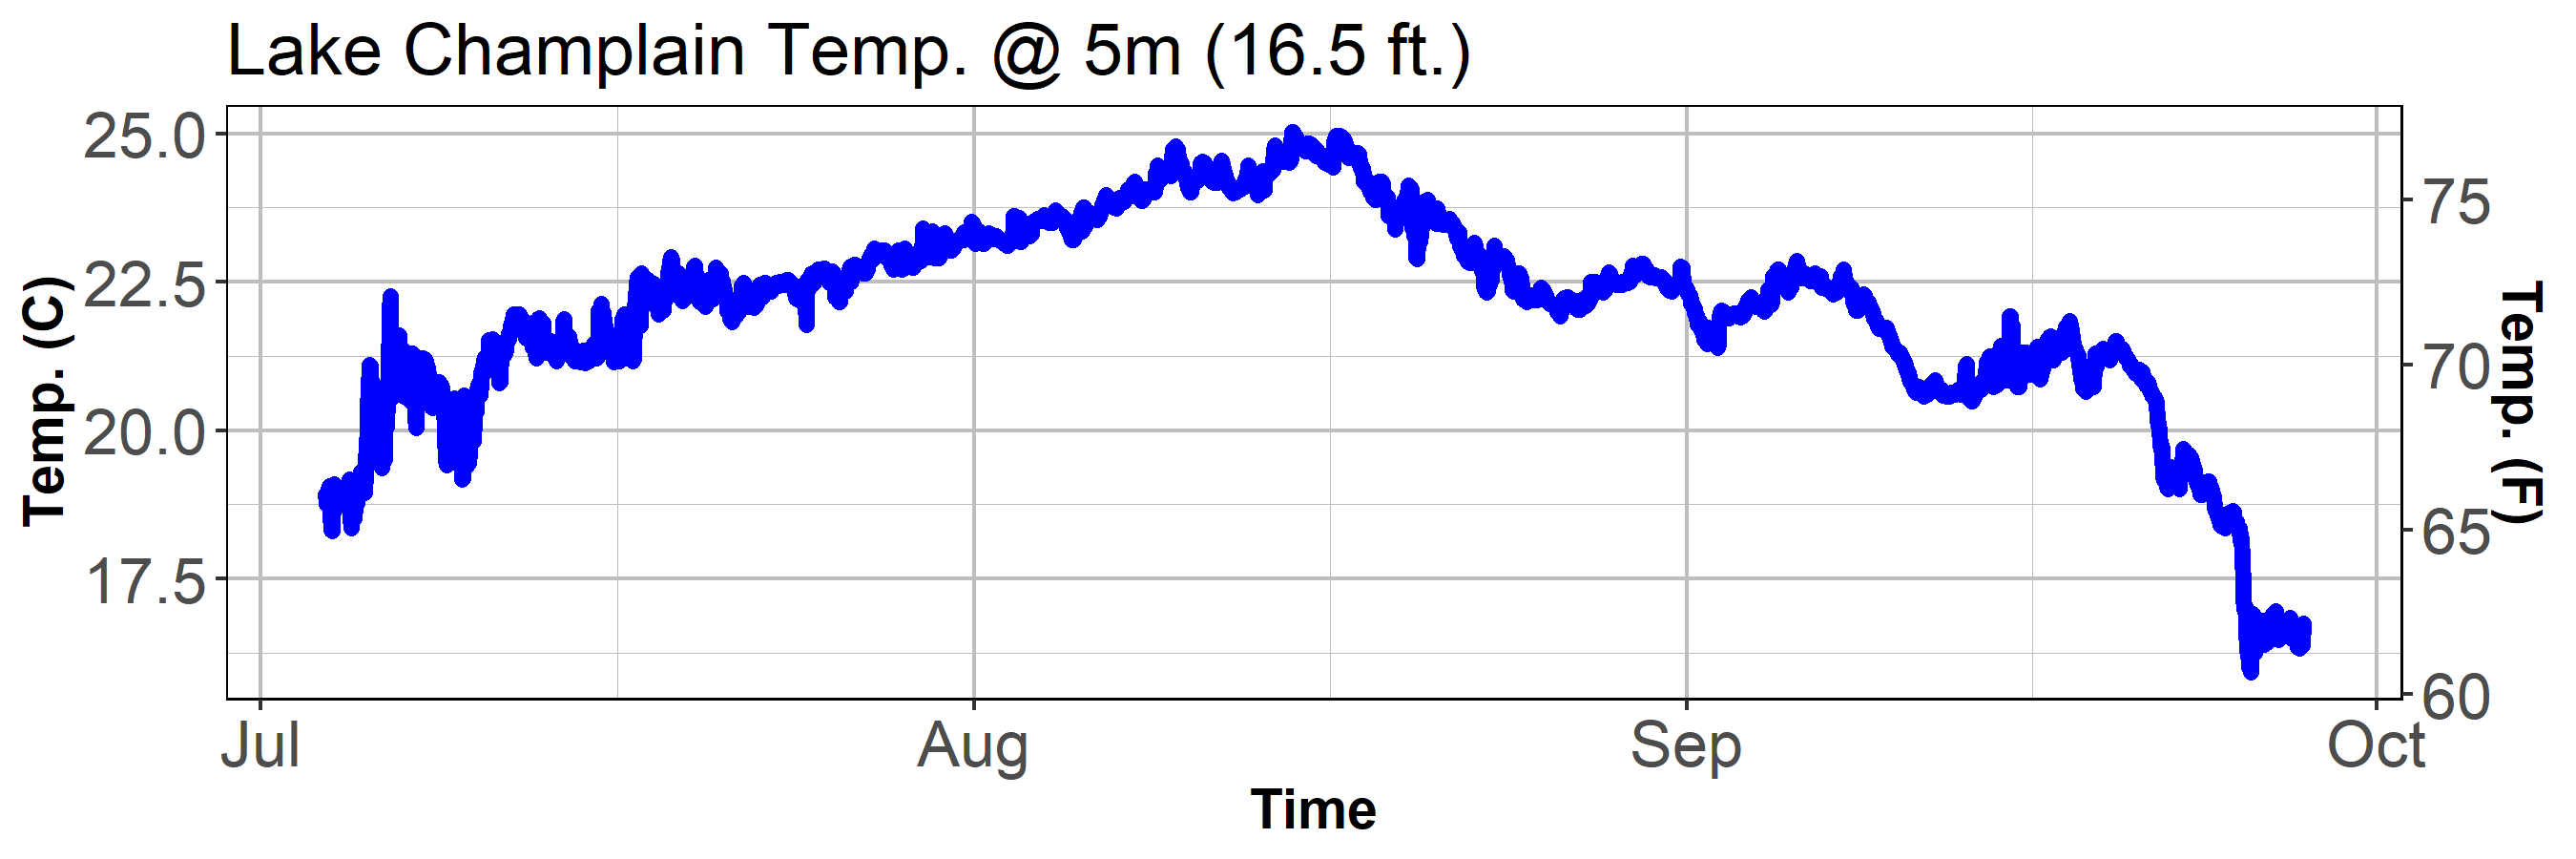 Lake Champlain Temp. @ 5m (16.5 ft.)
Temp. (C)
25.0
22.5
20.0
17.5
75
70
65
60
Temp. (F)
Jul Aug Sep Oct
Time